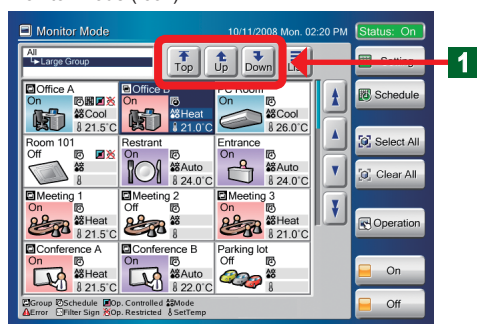 Monitor Mode
10/11/2008 Mon. 02:20 PM
Status: On
All
Large Group
Top
Up
Down
1
Schedule
Select All
Clear All
Operation
On
Off
Office A
On
Cool
21.5°C
Office B
On
Heat
21.0°C
PC Room
On
Cool
26.0°C
Room 101
Off
Restrant
On
Auto
24.0°C
Entrance
On
Auto
24.0°C
Meeting 1
On
Heat
21.5°C
Meeting 2
Off
Meeting 3
On
Heat
21.0°C
Conference A
On
Heat
21.5°C
Conference B
On
Auto
22.0°C
Parking lot
Off
Group Schedule Op. Controlled Mode
Error Filter Sign Op. Restricted SetTemp